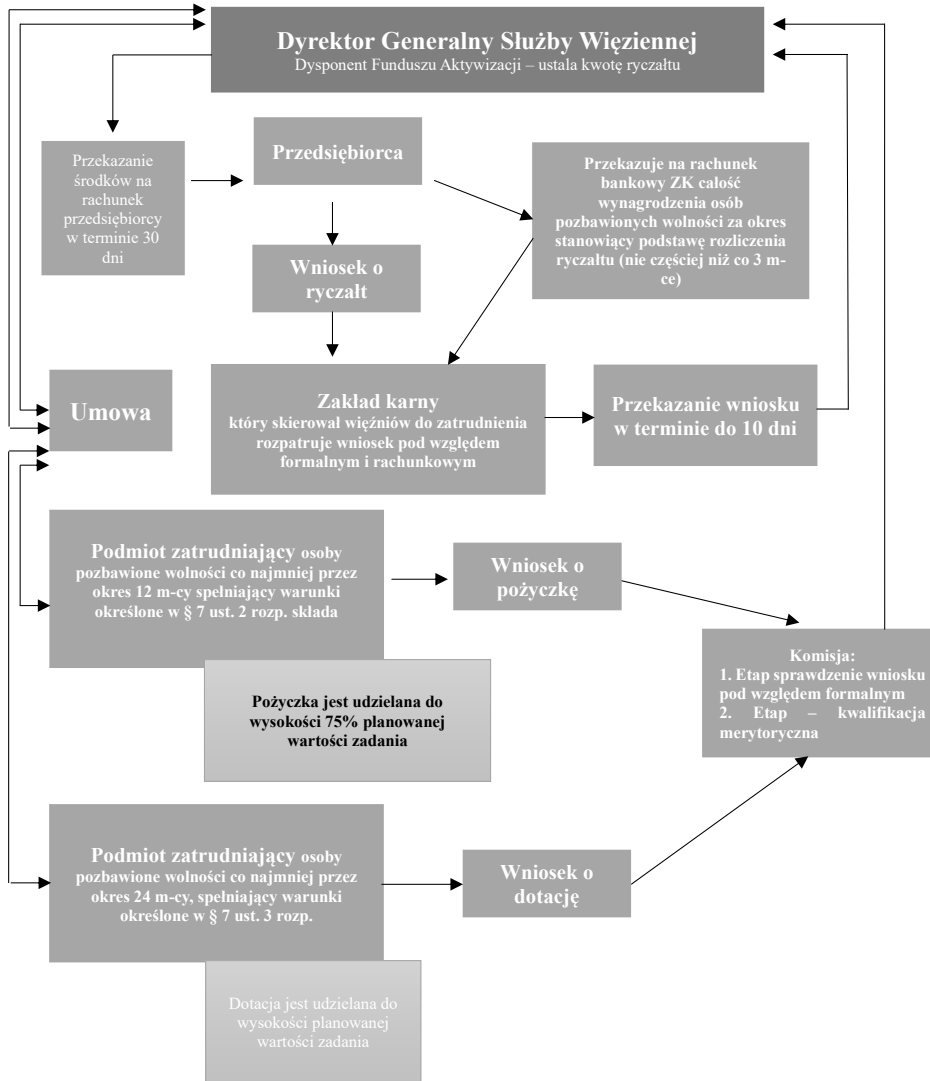 Dyrektor Generalny Służby Więziennej
Dysponent Funduszu Aktywizacji – ustala kwotę ryczałtu
Przekazanie
środków na
rachunek
przedsiębiorcy
w terminie 30
dni
Przedsiębiorca
Przekazuje na rachunek
bankowy ZK całość
wynagrodzenia osób
pozbawionych wolności za okres
stanowiący podstawę rozliczenia
ryczałtu (nie częściej niż co 3 m-
ce)
Wniosek o
ryczałt
Umowa
Zakład karny
który skierował więźniów do zatrudnienia
rozpatruje wniosek pod względem
formalnym i rachunkowym
Przekazanie wniosku
w terminie do 10 dni
Podmiot zatrudniający osoby
pozbawione wolności co najmniej przez
okres 12 m-cy spełniający warunki
określone w § 7 ust. 2 rozp. składa
Wniosek o
pożyczkę
Pożyczka jest udzielana do
wysokości 75% planowanej
wartości zadania
Komisja:
1. Etap sprawdzenie wniosku
pod względem formalnym
2. Etap – kwalifikacja
merytoryczna
Podmiot zatrudniający osoby
pozbawione wolności co najmniej przez
okres 24 m-cy, spełniający warunki
określone w § 7 ust. 3 rozp.
Wniosek o
dotację
Dotacja jest udzielana do
wysokości planowanej
wartości zadania